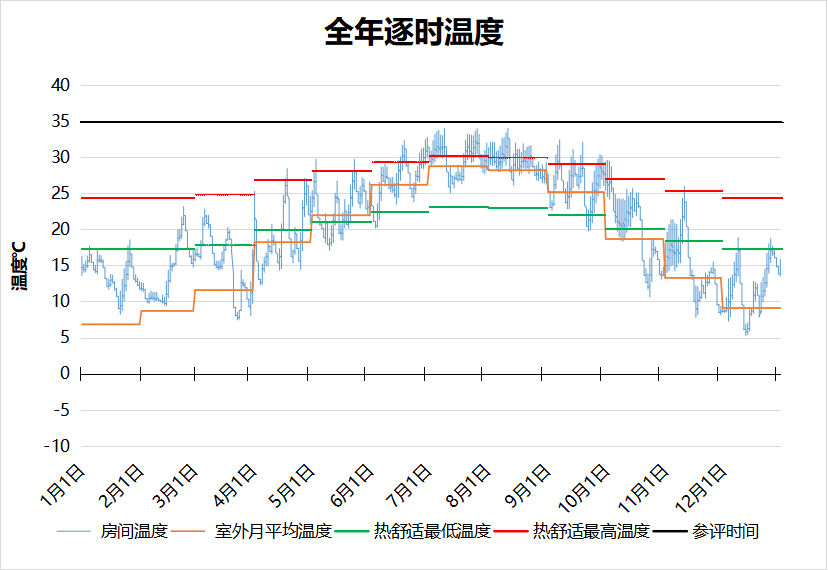 全年逐时温度
40
35
30
25
20
15
10
5
0
-5
-10
温度℃
1月1日
2月1日
3月1日
4月1日
5月1日
6月1日
7月1日
8月1日
9月1日
10月1日
11月1日
12月1日
房间温度 室外月平均温度 热舒适最低温度 热舒适最高温度 参评时间